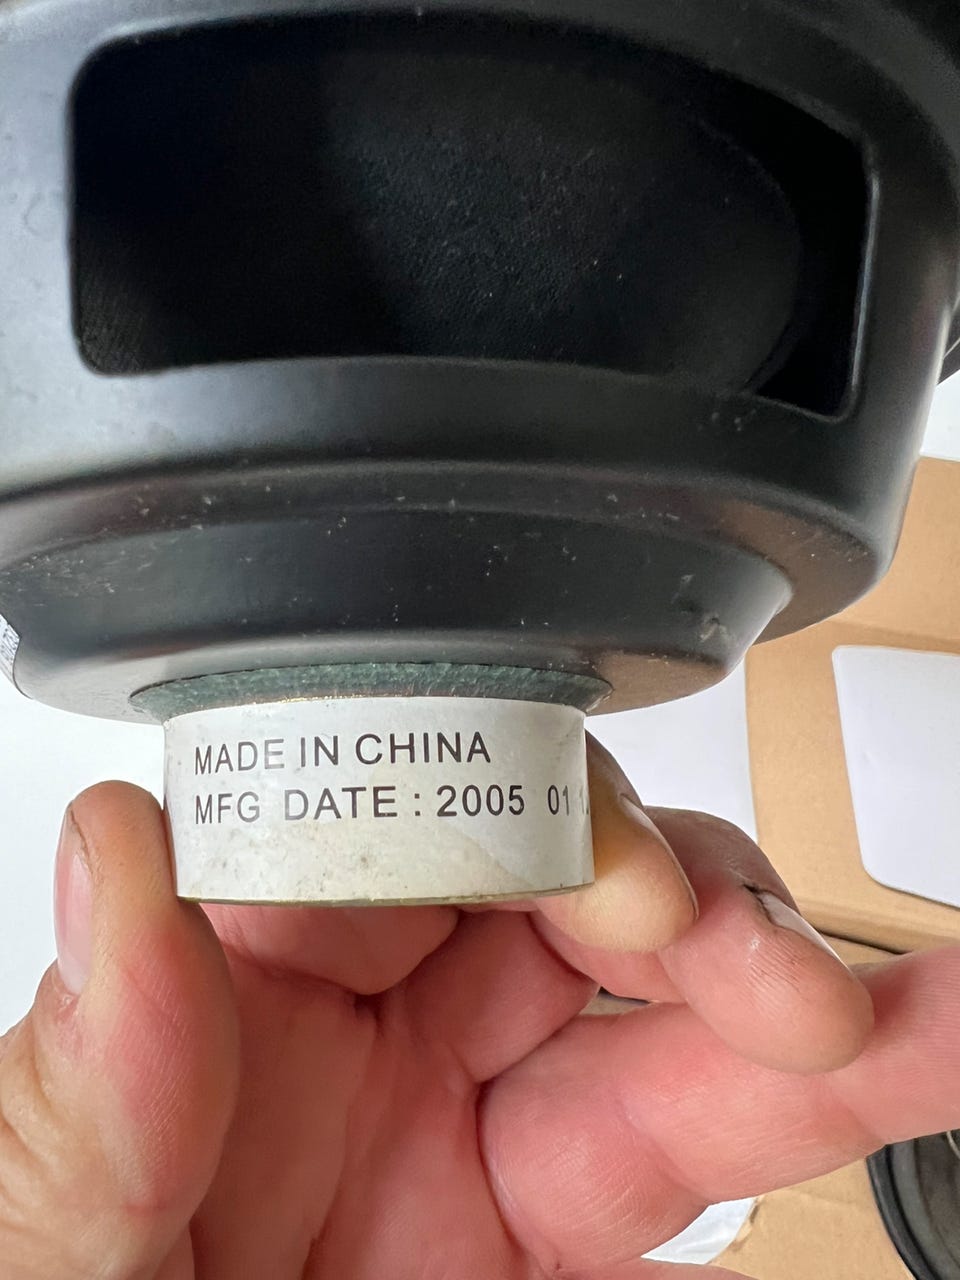 MADE IN CHINA
MFG DATE : 2005 01